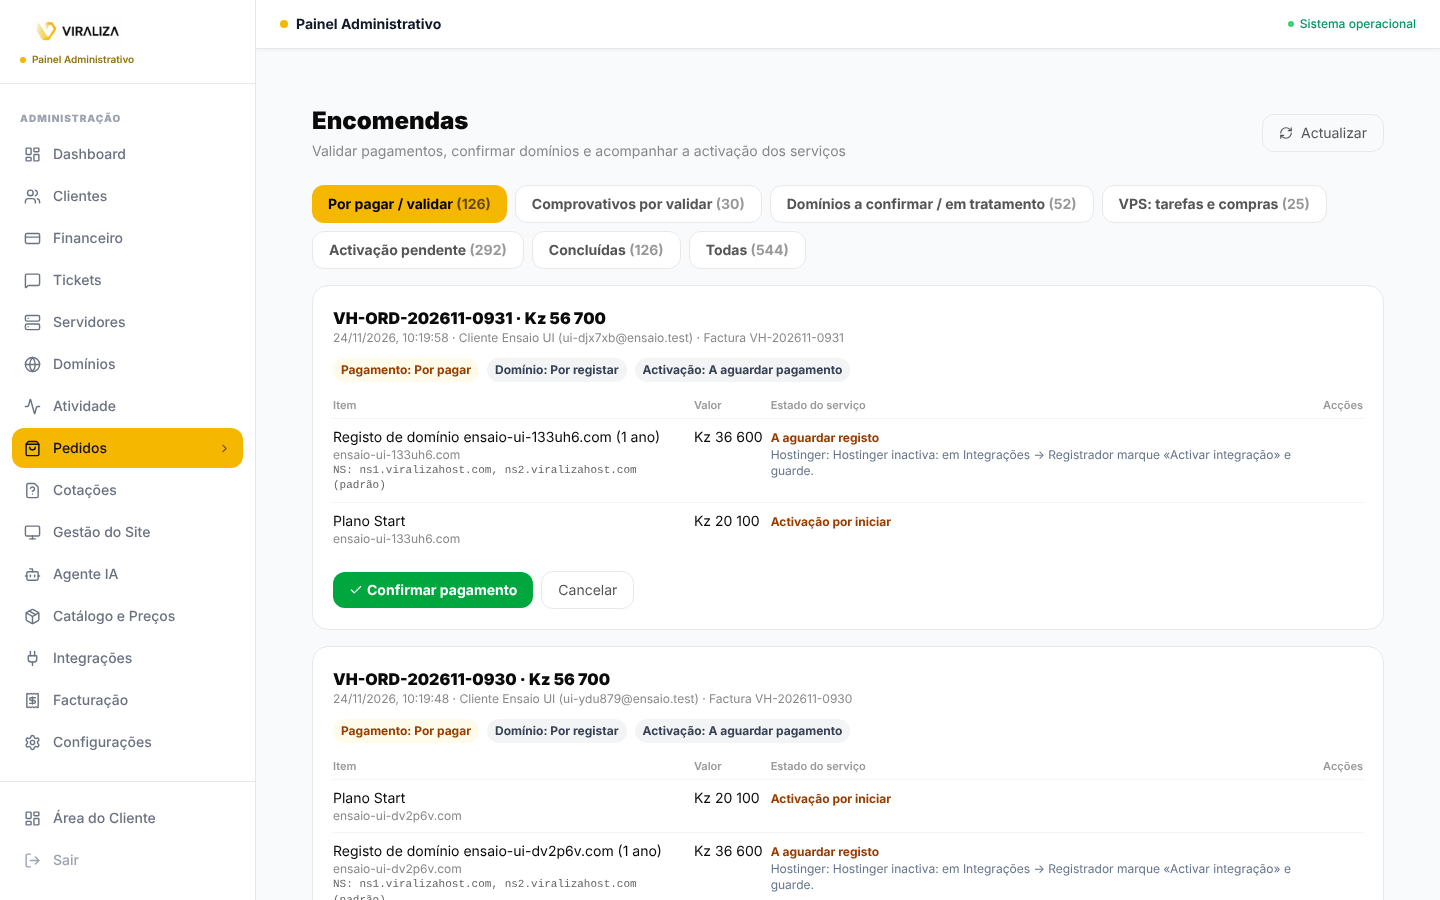 VIRALIZA
Painel Administrativo
ADMINISTRAÇÃO
Dashboard
Clientes
Financeiro
Tickets
Servidores
Domínios
Atividade
Pedidos
Cotações
Gestão do Site
Agente IA
Catálogo e Preços
Integrações
Facturação
Configurações
Área do Cliente
Sair
Painel Administrativo
Sistema operacional
Encomendas
Validar pagamentos, confirmar domínios e acompanhar a activação dos serviços
Actualizar
Por pagar / validar (126)
Comprovativos por validar (30)
Domínios a confirmar / em tratamento (52)
VPS: tarefas e compras (25)
Activação pendente (292)
Concluídas (126)
Todas (544)
VH-ORD-202611-0931 · Kz 56 700
24/11/2026, 10:19:58 · Cliente Ensaio UI (ui-djx7xb@ensaio.test) · Factura VH-202611-0931
Pagamento: Por pagar
Domínio: Por registar
Activação: A aguardar pagamento
Item Valor Estado do serviço Acções
Registo de domínio ensaio-ui-133uh6.com (1 ano) Kz 36 600 A aguardar registo
ensaio-ui-133uh6.com
NS: ns1.viralizahost.com, ns2.viralizahost.com
(padrão)
Hostinger: Hostinger inactiva: em Integrações → Registrador marque «Activar integração» e
guarde.
Plano Start Kz 20 100 Activação por iniciar
ensaio-ui-133uh6.com
✓ Confirmar pagamento
Cancelar
VH-ORD-202611-0930 · Kz 56 700
24/11/2026, 10:19:48 · Cliente Ensaio UI (ui-ydu879@ensaio.test) · Factura VH-202611-0930
Pagamento: Por pagar
Domínio: Por registar
Activação: A aguardar pagamento
Item Valor Estado do serviço Acções
Plano Start Kz 20 100 Activação por iniciar
ensaio-ui-dv2p6v.com
Registo de domínio ensaio-ui-dv2p6v.com (1 ano) Kz 36 600 A aguardar registo
ensaio-ui-dv2p6v.com
NS: ns1.viralizahost.com, ns2.viralizahost.com
(padrão)
Hostinger: Hostinger inactiva: em Integrações → Registrador marque «Activar integração» e
guarde.